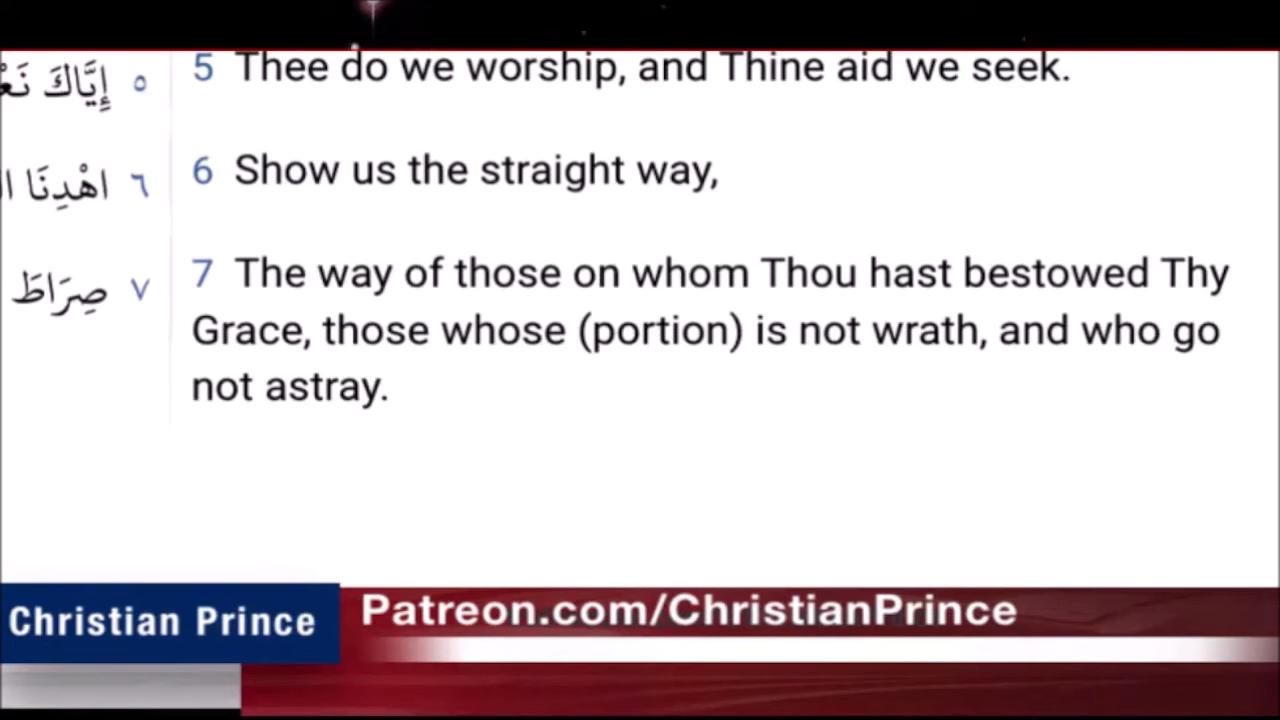 إِيَّاكَ ٥ 5 Thee do we worship, and Thine aid we seek.
اهْدِنَا ٦ 6 Show us the straight way,
صِرَاطَ ٧ 7 The way of those on whom Thou hast bestowed Thy
Grace, those whose (portion) is not wrath, and who go
not astray.
Christian Prince
Patreon.com/ChristianPrince